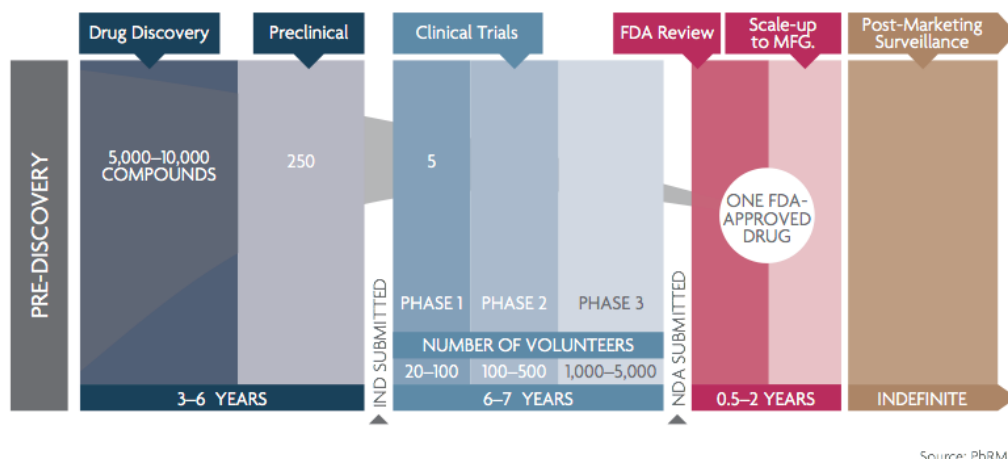 Drug Discovery
Preclinical
Clinical Trials
FDA Review
Scale-up
to MFG.
Post-Marketing
Surveillance
PRE-DISCOVERY
5,000–10,000
COMPOUNDS
250
5
ONE FDA-
APPROVED
DRUG
IND SUBMITTED
PHASE 1
PHASE 2
PHASE 3
NDA SUBMITTED
NUMBER OF VOLUNTEERS
20–100
100–500
1,000–5,000
3–6 YEARS
6–7 YEARS
0.5–2 YEARS
INDEFINITE
Source: PhRM